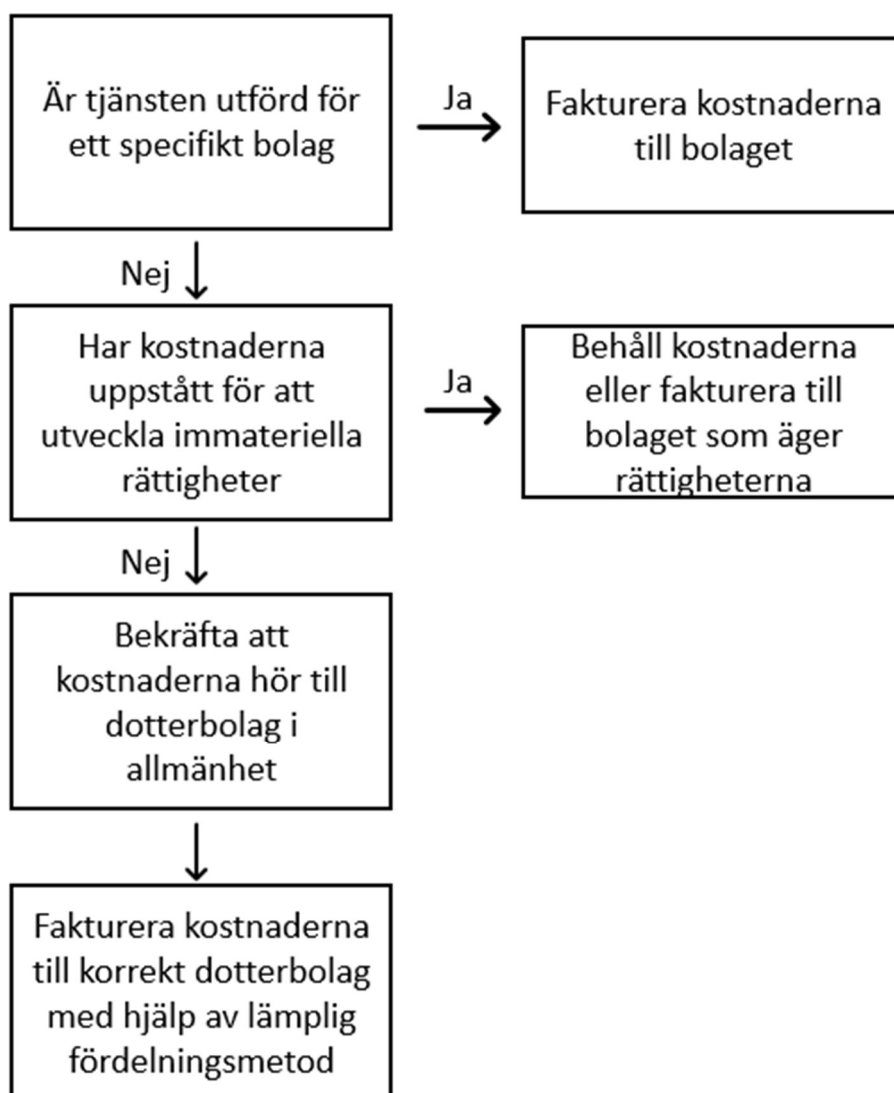 Är tjänsten utförd för
ett specifikt bolag
Ja
Fakturera kostnaderna
till bolaget
Nej
Har kostnaderna
uppstått för att
utveckla immateriella
rättigheter
Ja
Behåll kostnaderna
eller fakturera till
bolaget som äger
rättigheterna
Nej
Bekräfta att
kostnaderna hör till
dotterbolag i
allmänhet
Fakturera kostnaderna
till korrekt dotterbolag
med hjälp av lämplig
fördelningsmetod